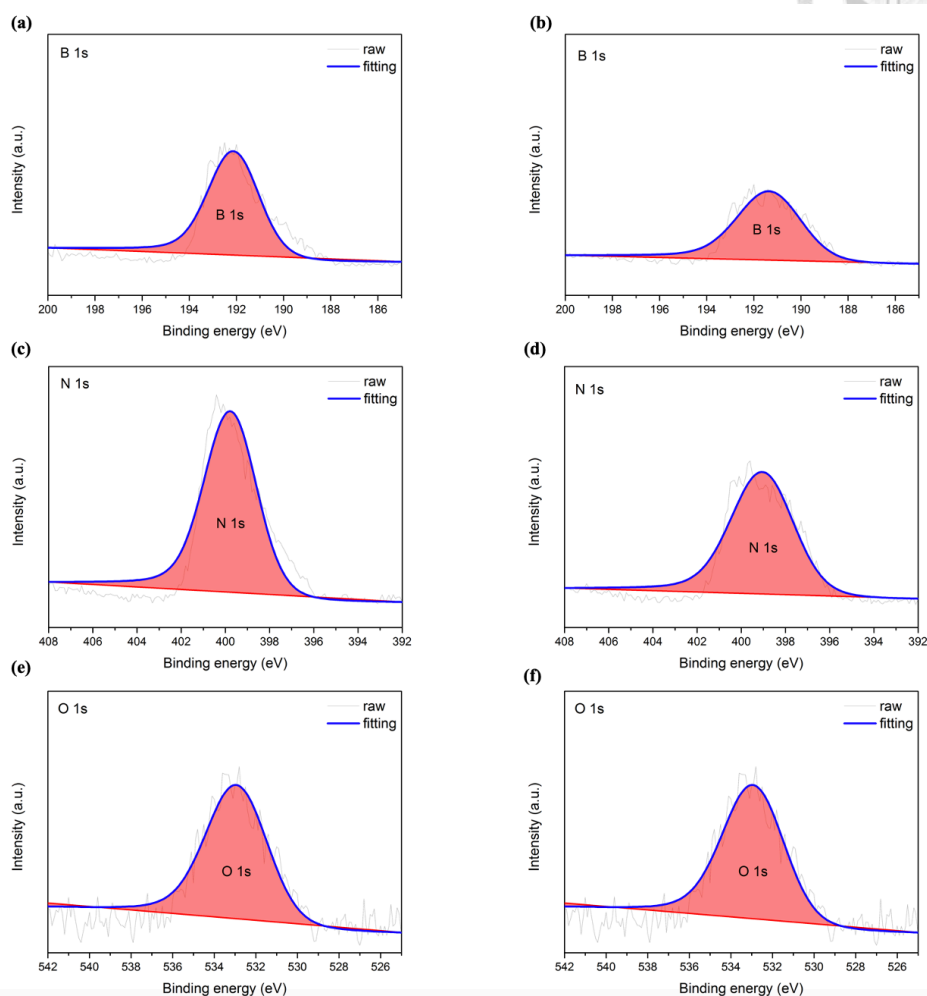 (a)
B 1s
raw
fitting
B 1s
Intensity (a.u.)
200 198 196 194 192 190 188 186
Binding energy (eV)
(b)
B 1s
raw
fitting
B 1s
Intensity (a.u.)
200 198 196 194 192 190 188 186
Binding energy (eV)
(c)
N 1s
raw
fitting
N 1s
Intensity (a.u.)
408 406 404 402 400 398 396 394 392
Binding energy (eV)
(d)
N 1s
raw
fitting
N 1s
Intensity (a.u.)
408 406 404 402 400 398 396 394 392
Binding energy (eV)
(e)
O 1s
raw
fitting
O 1s
Intensity (a.u.)
542 540 538 536 534 532 530 528 526
Binding energy (eV)
(f)
O 1s
raw
fitting
O 1s
Intensity (a.u.)
542 540 538 536 534 532 530 528 526
Binding energy (eV)